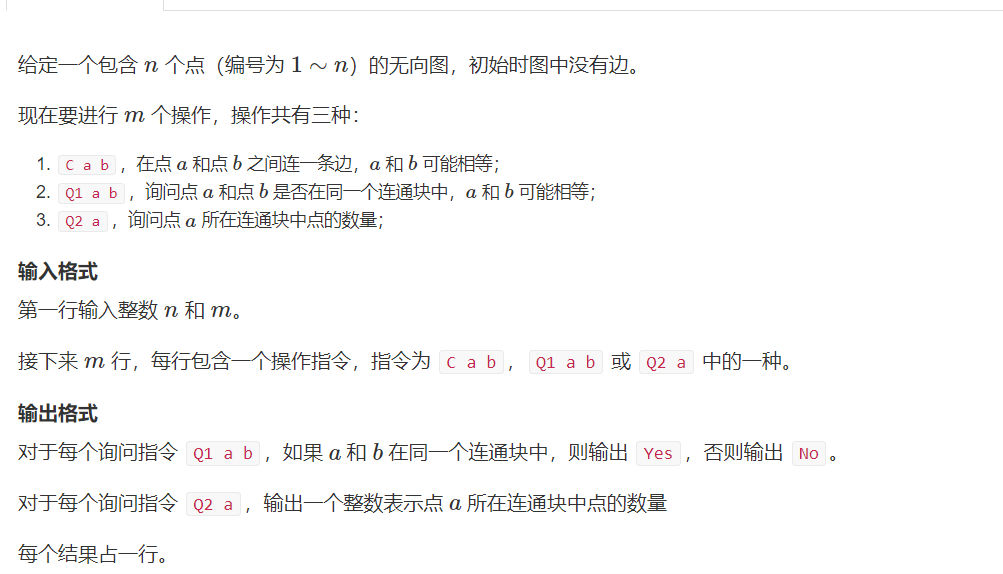 给定一个包含 n 个点（编号为 1 ∼ n）的无向图，初始时图中没有边。
现在要进行 m 个操作，操作共有三种：
1. C a b，在点 a 和点 b 之间连一条边，a 和 b 可能相等；
2. Q1 a b，询问点 a 和点 b 是否在同一个连通块中，a 和 b 可能相等；
3. Q2 a，询问点 a 所在连通块中点的数量；
输入格式
第一行输入整数 n 和 m。
接下来 m 行，每行包含一个操作指令，指令为 C a b，Q1 a b 或 Q2 a 中的一种。
输出格式
对于每个询问指令 Q1 a b，如果 a 和 b 在同一个连通块中，则输出 Yes，否则输出 No。
对于每个询问指令 Q2 a，输出一个整数表示点 a 所在连通块中点的数量
每个结果占一行。